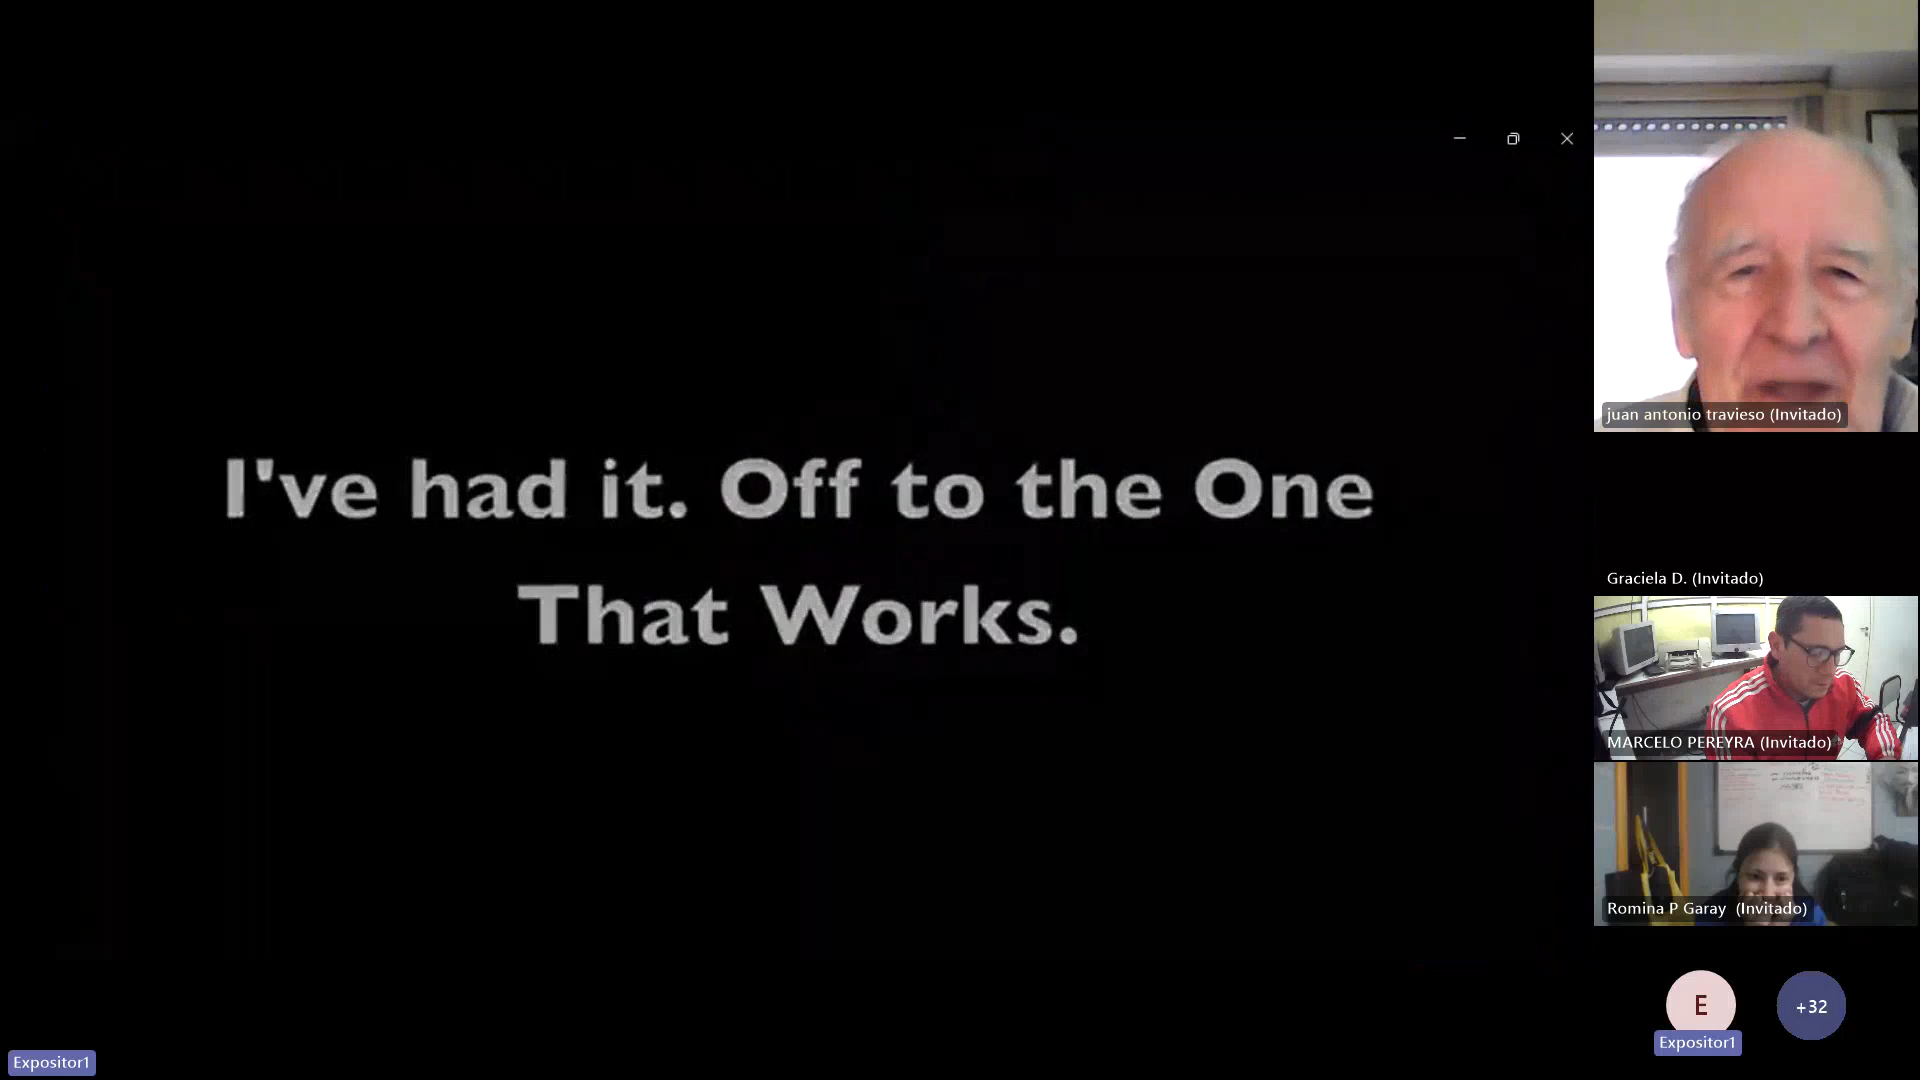 I've had it. Off to the One
That Works.
juan antonio travieso (Invitado)
Graciela D. (Invitado)
MARCELO PEREYRA (Invitado)
Romina P Garay (Invitado)
E
+32
Expositor1
Expositor1